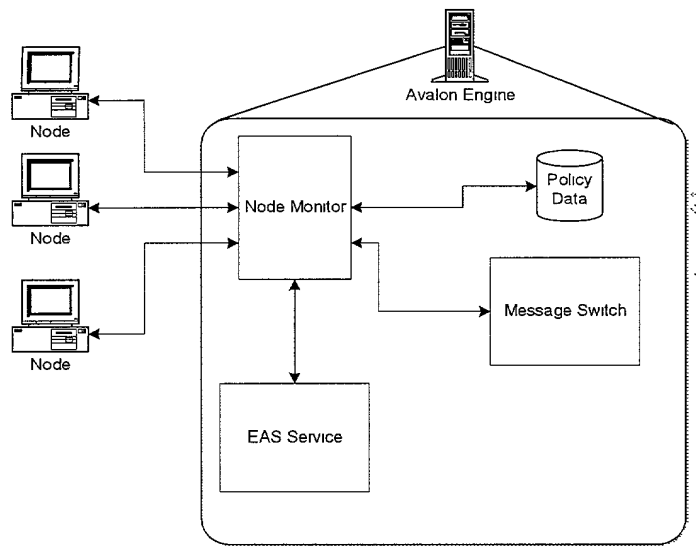 Avalon Engine
Node
Node
Node
Node Monitor
Policy
Data
Message Switch
EAS Service